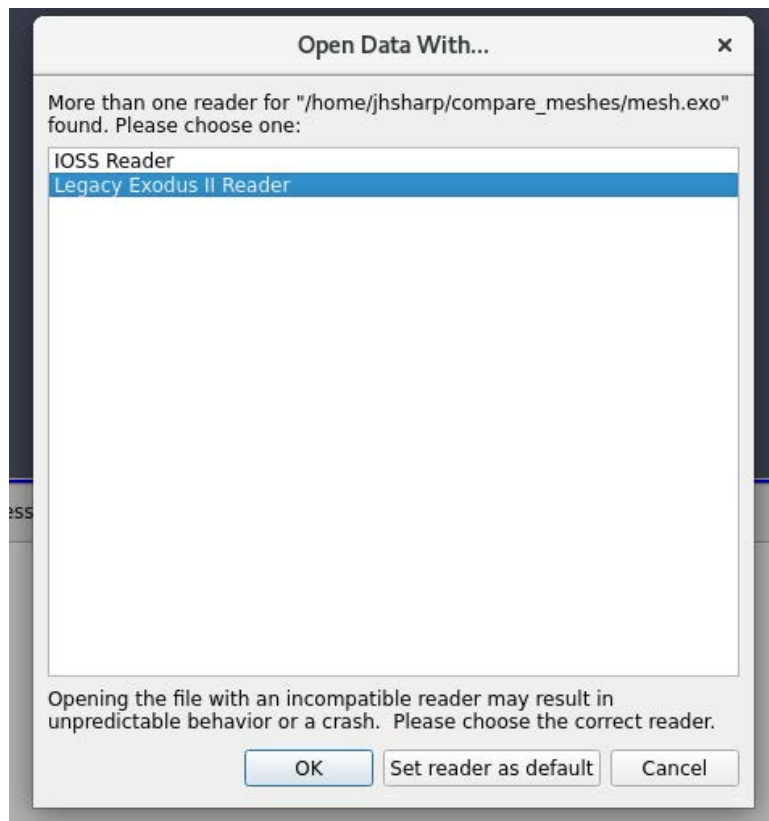 Open Data With...
×
More than one reader for "/home/jhsharp/compare_meshes/mesh.exo"
found. Please choose one:
IOSS Reader
Legacy Exodus II Reader
ess
Opening the file with an incompatible reader may result in
unpredictable behavior or a crash.  Please choose the correct reader.
OK
Set reader as default
Cancel